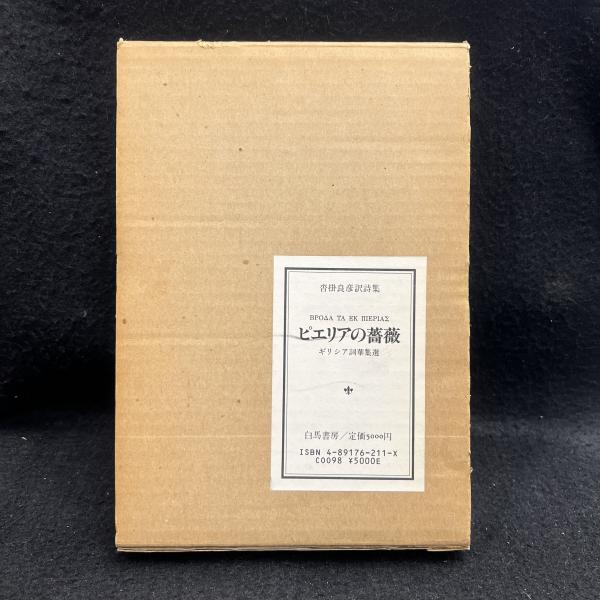 沓掛良彦訳詩集
ΒΡΟΔΑ ΤΑ ΕΚ ΠΙΕΡΙΑΣ
ピエリアの薔薇
ギリシア詞華集選
白馬書房／定価5000円
ISBN 4-89176-211-X
C0098 ¥5000E